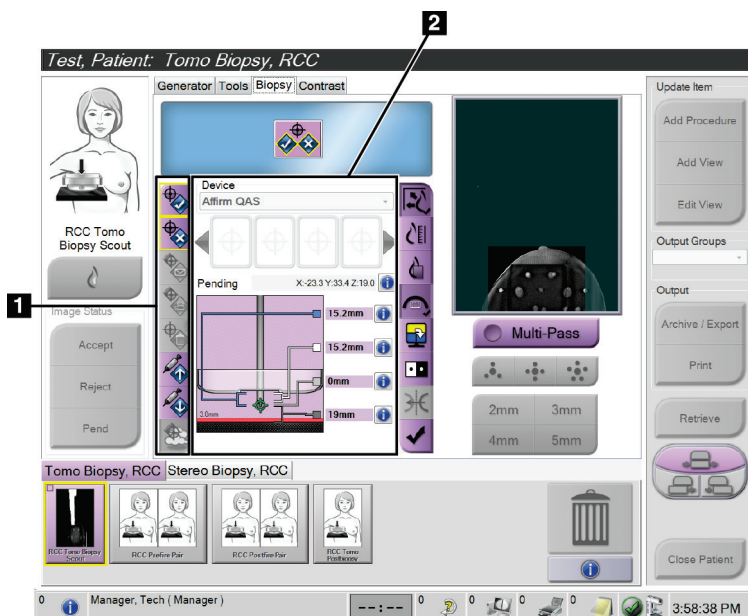 2
Test, Patient: Tomo Biopsy, RCC
Generator Tools Biopsy Contrast
Update Item
Add Procedure
Add View
Edit View
Output Groups
Output
Archive / Export
Print
Retrieve
Close Patient
RCC Tomo
Biopsy Scout
Image Status
Accept
Reject
Pend
1
Device
Affirm QAS
Pending X:-23.3 Y:33.4 Z:19.0
15.2mm
15.2mm
0mm
19mm
3.0mm
Multi-Pass
2mm 3mm
4mm 5mm
Tomo Biopsy, RCC Stereo Biopsy, RCC
RCC Tomo Biopsy
Scout
RCC Prefire Pair
RCC Postfire Pair
RCC Tomo
Postbiopsy
0 Manager, Tech ( Manager ) --:-- 0 0 0 3:58:38 PM